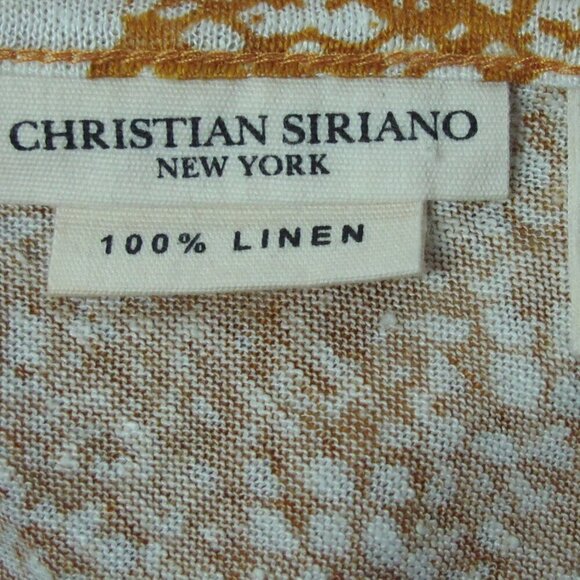 CHRISTIAN SIRIANO
NEW YORK
100% LINEN